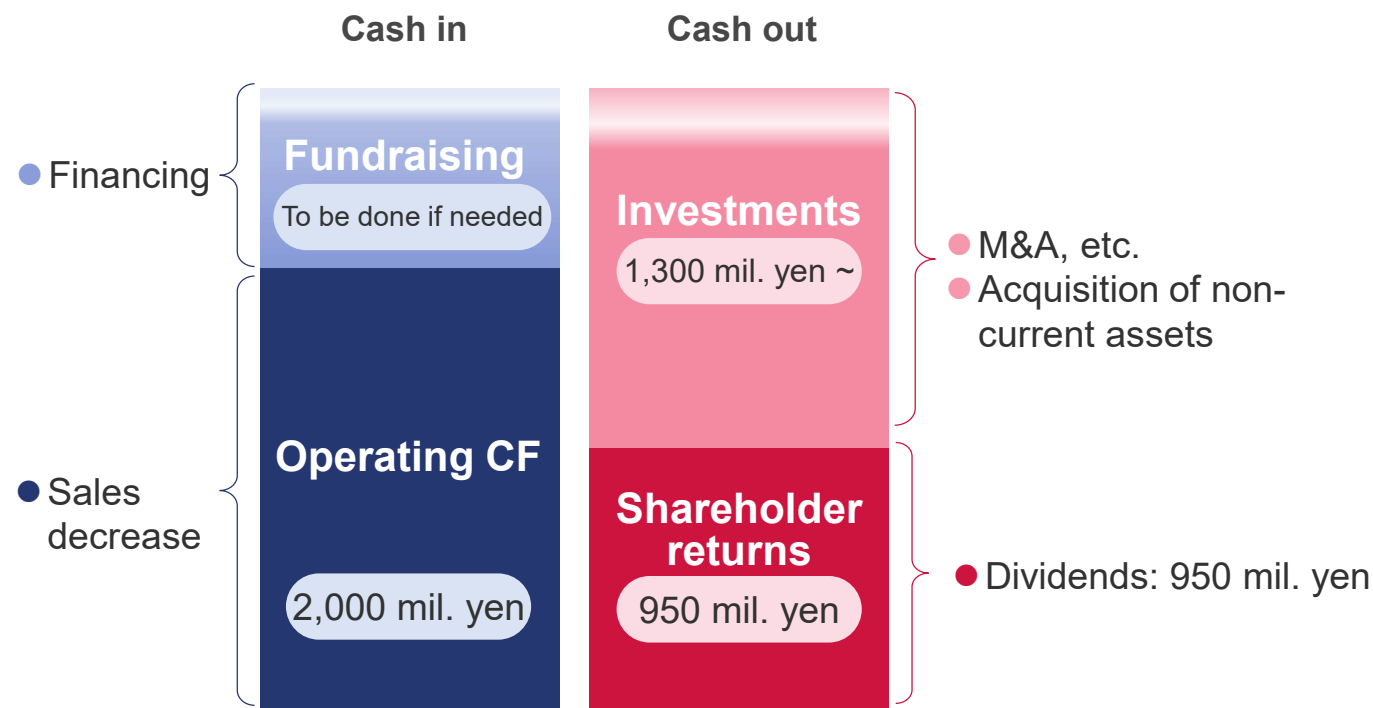 Cash in
Cash out
Financing
Fundraising
To be done if needed
Sales
decrease
Operating CF
2,000 mil. yen
Investments
1,300 mil. yen ~
M&A, etc.
Acquisition of non-
current assets
Shareholder
returns
950 mil. yen
Dividends: 950 mil. yen